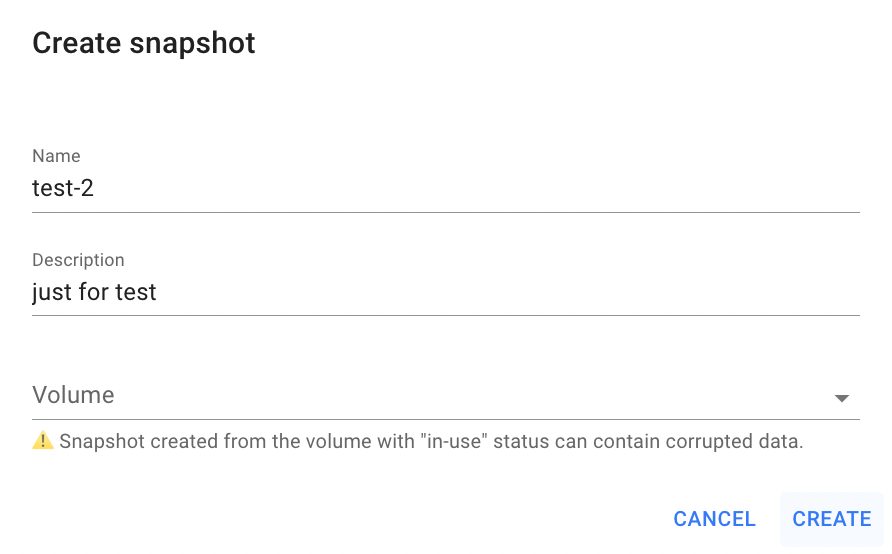 Create snapshot
Name
test-2
Description
just for test
Volume
Snapshot created from the volume with "in-use" status can contain corrupted data.
CANCEL CREATE